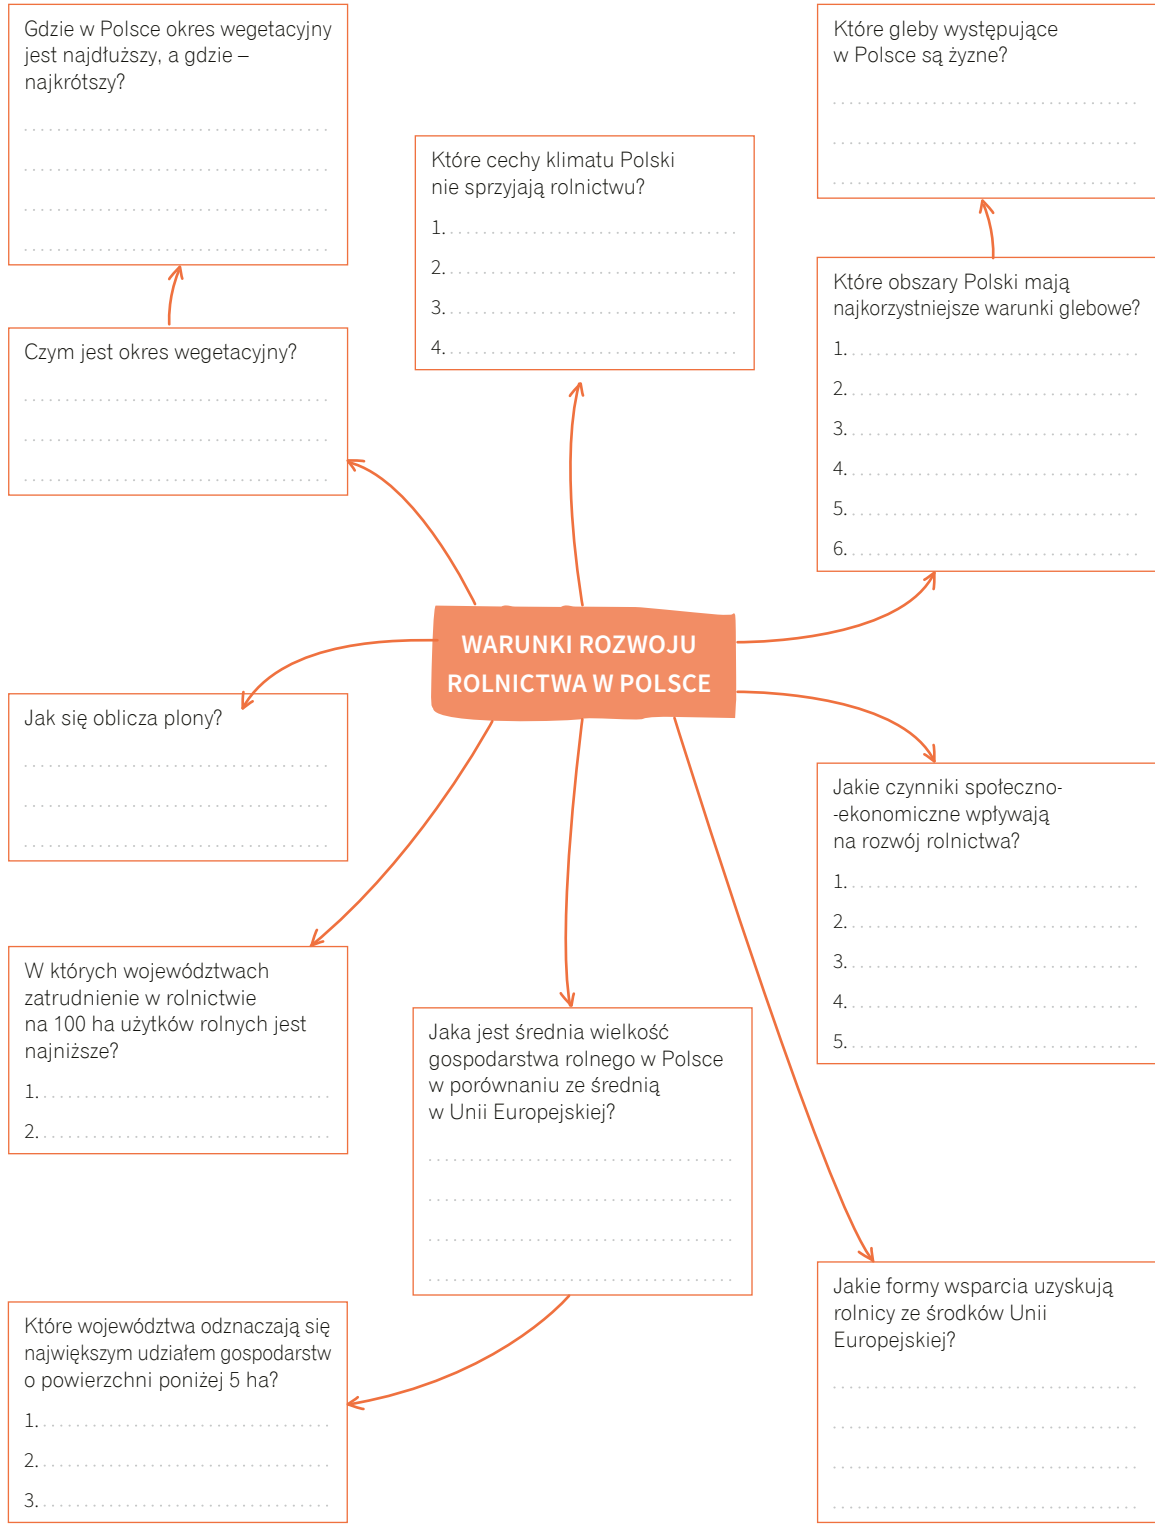 Gdzie w Polsce okres wegetacyjny
jest najdłuższy, a gdzie –
najkrótszy?
Które gleby występujące
w Polsce są żyzne?
Które cechy klimatu Polski
nie sprzyjają rolnictwu?
1.
2.
3.
4.
Które obszary Polski mają
najkorzystniejsze warunki glebowe?
1.
2.
3.
4.
5.
6.
Czym jest okres wegetacyjny?
WARUNKI ROZWOJU
ROLNICTWA W POLSCE
Jak się oblicza plony?
Jakie czynniki społeczno-
-ekonomiczne wpływają
na rozwój rolnictwa?
1.
2.
3.
4.
5.
W których województwach
zatrudnienie w rolnictwie
na 100 ha użytków rolnych jest
najniższe?
1.
2.
Jaka jest średnia wielkość
gospodarstwa rolnego w Polsce
w porównaniu ze średnią
w Unii Europejskiej?
Jakie formy wsparcia uzyskują
rolnicy ze środków Unii
Europejskiej?
Które województwa odznaczają się
największym udziałem gospodarstw
o powierzchni poniżej 5 ha?
1.
2.
3.